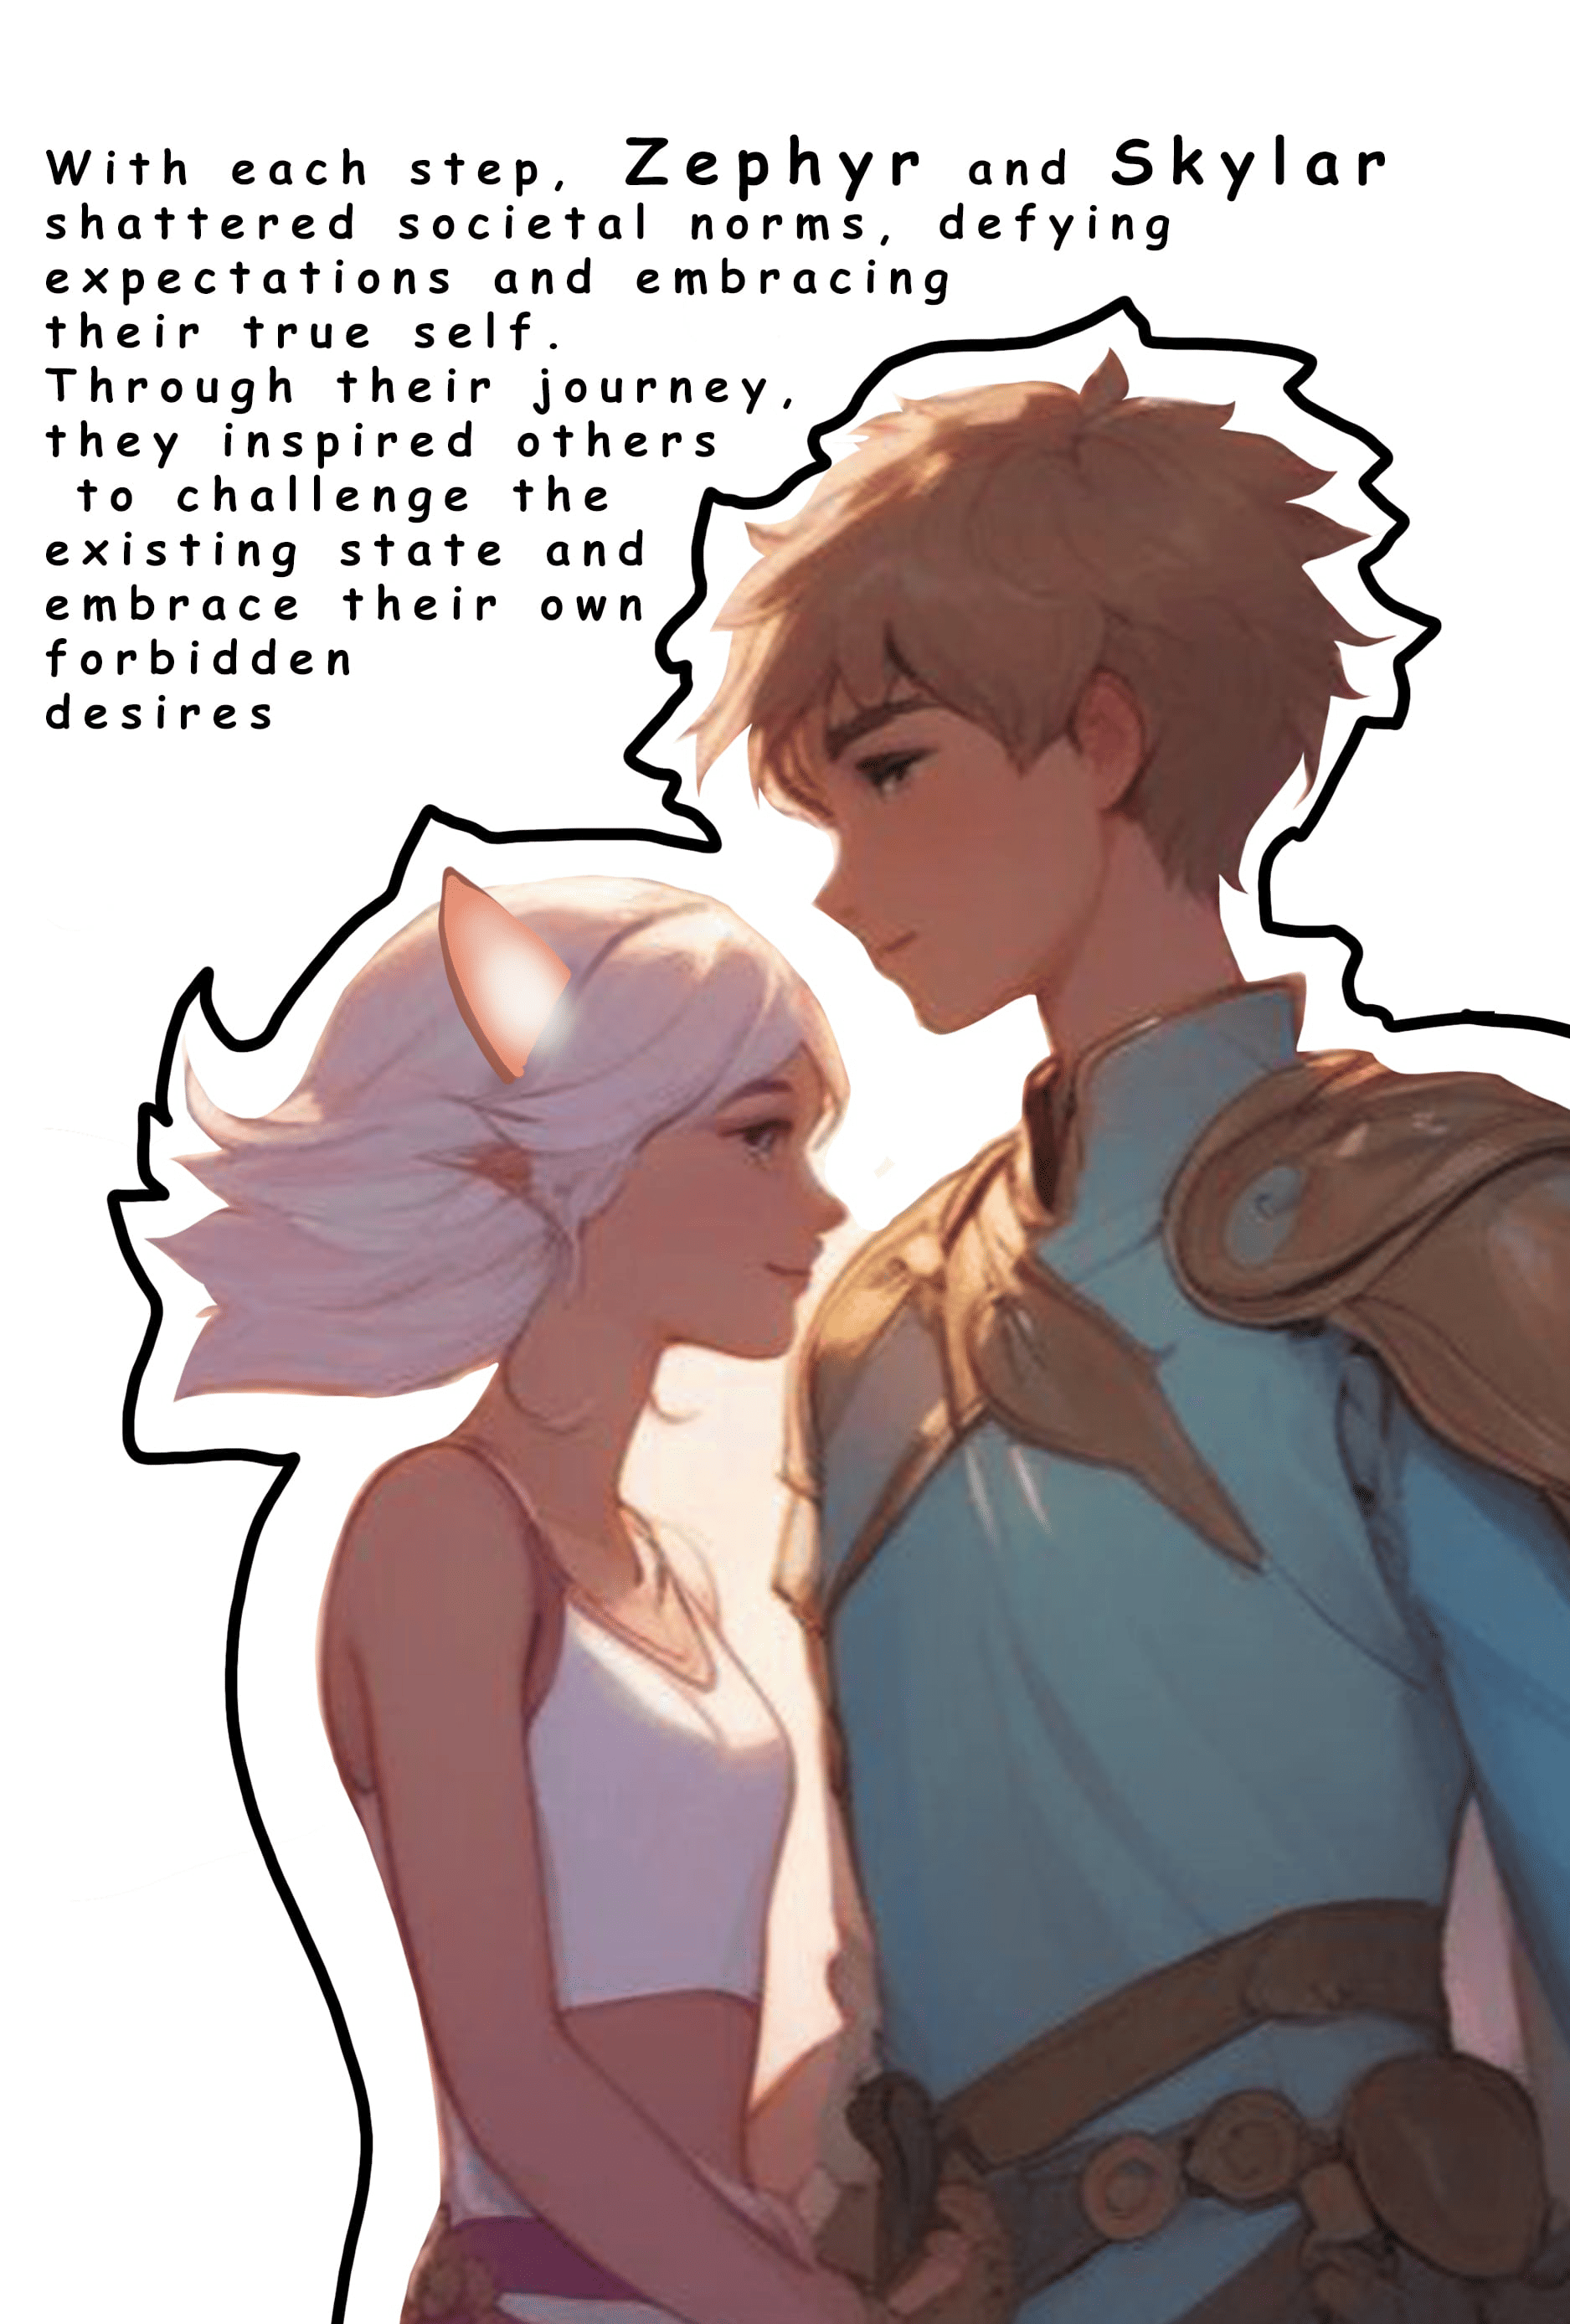 With each step, Zephyr and Skylar
shattered societal norms, defying
expectations and embracing
their true self.
Through their journey,
they inspired others
to challenge the
existing state and
embrace their own
forbidden
desires